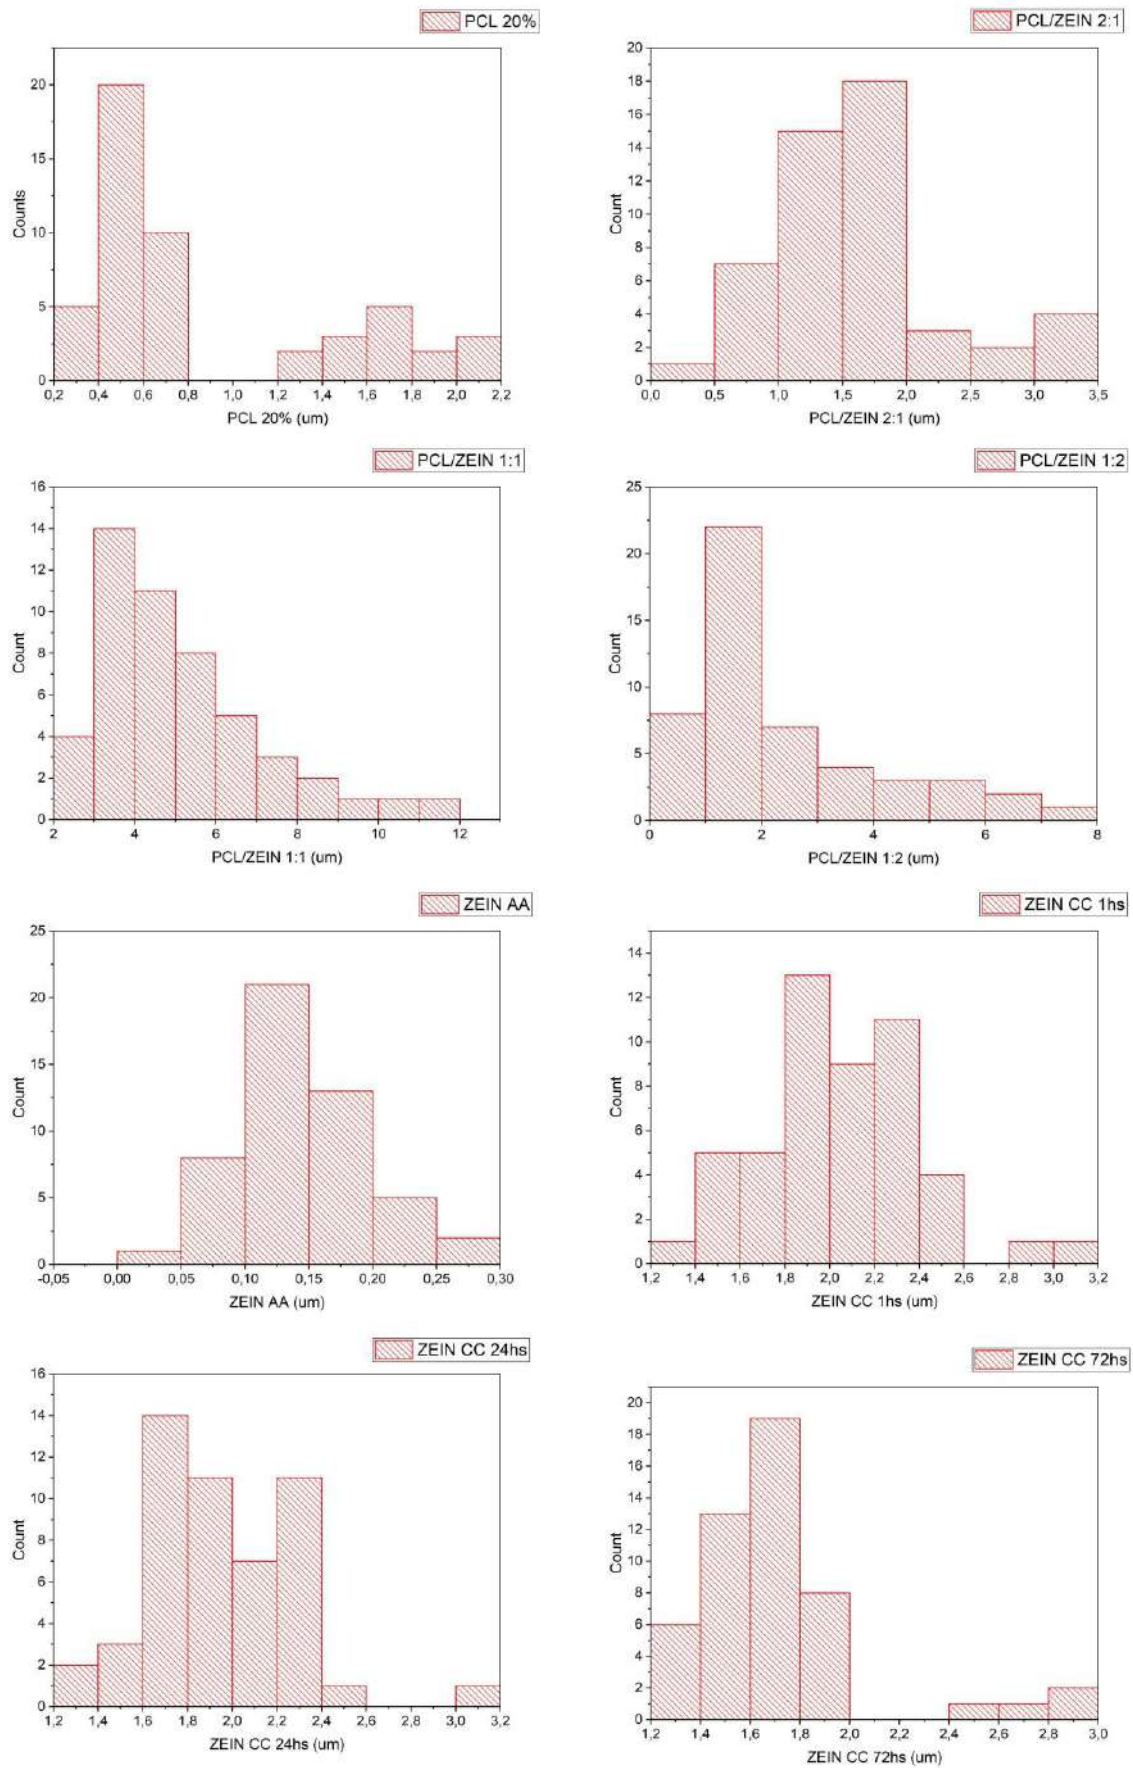 PCL 20%
20
15
10
5
0
Counts
0,2 0,4 0,6 0,8 1,0 1,2 1,4 1,6 1,8 2,0 2,2
PCL 20% (um)
PCL/ZEIN 2:1
20
18
16
14
12
10
8
6
4
2
0
Count
0,0 0,5 1,0 1,5 2,0 2,5 3,0 3,5
PCL/ZEIN 2:1 (um)
PCL/ZEIN 1:1
16
14
12
10
8
6
4
2
0
Count
2 4 6 8 10 12
PCL/ZEIN 1:1 (um)
PCL/ZEIN 1:2
25
20
15
10
5
0
Count
0 2 4 6 8
PCL/ZEIN 1:2 (um)
ZEIN AA
25
20
15
10
5
0
Count
-0,05 0,00 0,05 0,10 0,15 0,20 0,25 0,30
ZEIN AA (um)
ZEIN CC 1hs
14
12
10
8
6
4
2
0
Count
1,2 1,4 1,6 1,8 2,0 2,2 2,4 2,6 2,8 3,0 3,2
ZEIN CC 1hs (um)
ZEIN CC 24hs
16
14
12
10
8
6
4
2
0
Count
1,2 1,4 1,6 1,8 2,0 2,2 2,4 2,6 2,8 3,0 3,2
ZEIN CC 24hs (um)
ZEIN CC 72hs
20
18
16
14
12
10
8
6
4
2
0
Count
1,2 1,4 1,6 1,8 2,0 2,2 2,4 2,6 2,8 3,0
ZEIN CC 72hs (um)